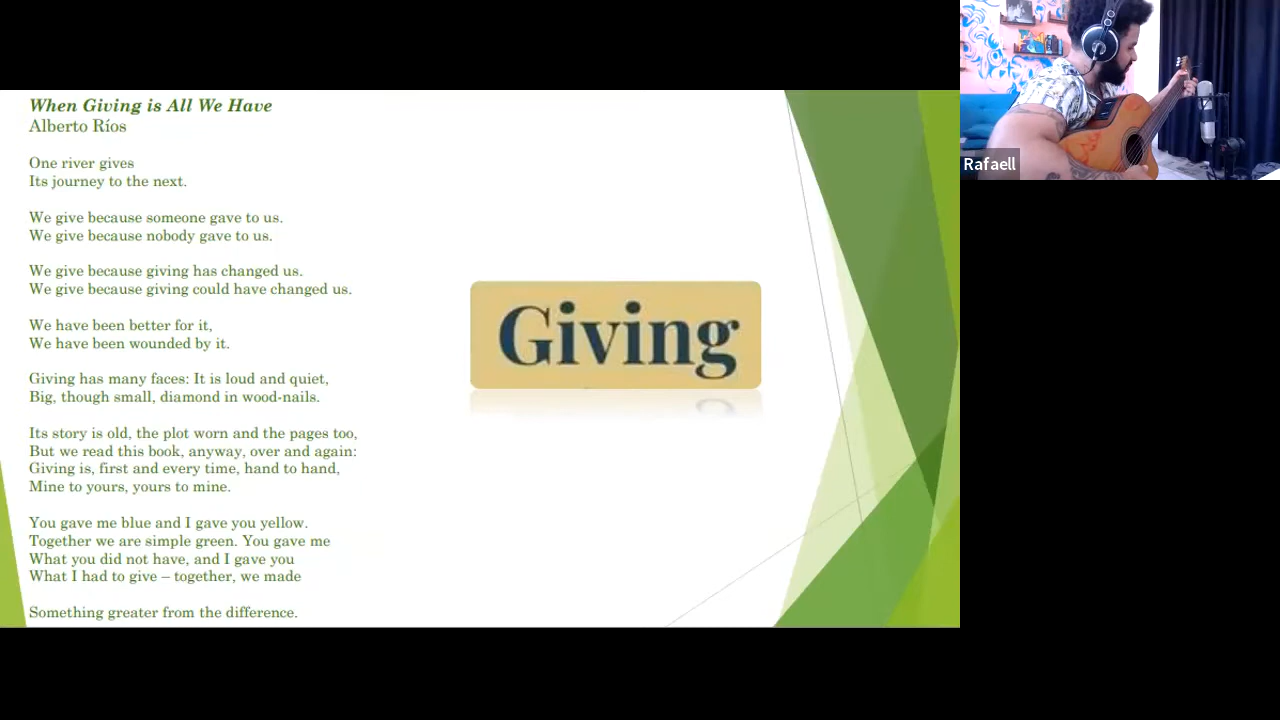 When Giving is All We Have
Alberto Ríos
One river gives
Its journey to the next.
We give because someone gave to us.
We give because nobody gave to us.
We give because giving has changed us.
We give because giving could have changed us.
We have been better for it,
We have been wounded by it.
Giving has many faces: It is loud and quiet,
Big, though small, diamond in wood-nails.
Its story is old, the plot worn and the pages too,
But we read this book, anyway, over and again:
Giving is, first and every time, hand to hand,
Mine to yours, yours to mine.
You gave me blue and I gave you yellow.
Together we are simple green. You gave me
What you did not have, and I gave you
What I had to give – together, we made
Something greater from the difference.
Giving
Rafaell